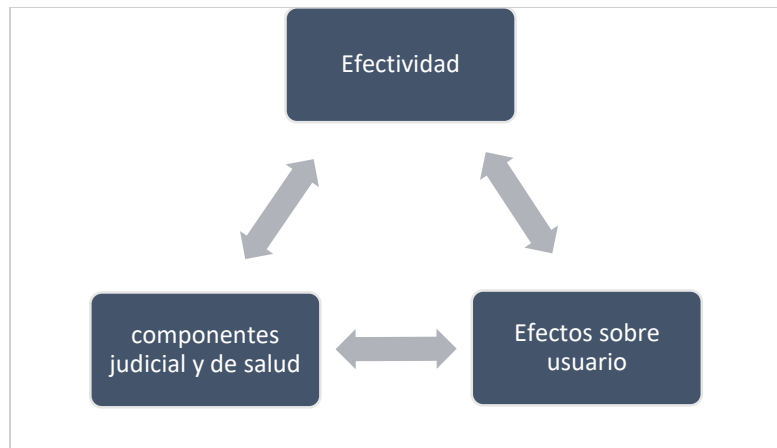 Efectividad
componentes
judicial y de salud
Efectos sobre
usuario